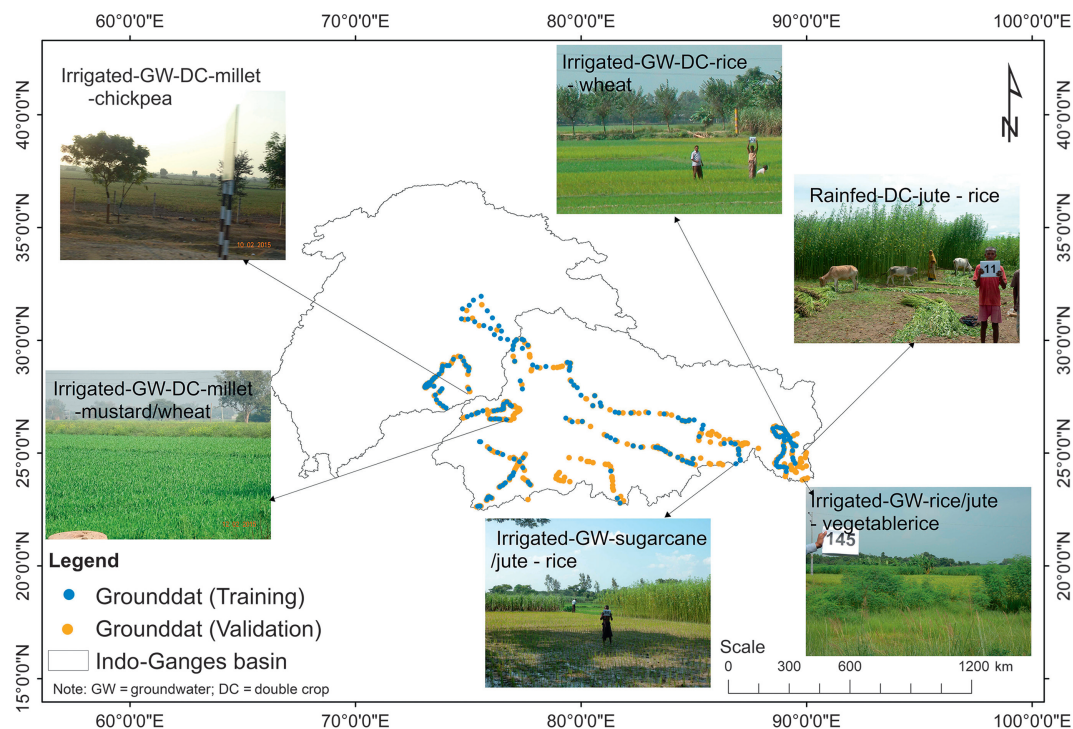 60°0'0"E 70°0'0"E 80°0'0"E 90°0'0"E 100°0'0"E
Irrigated-GW-DC-millet
-chickpea
10 02 2015
Irrigated-GW-DC-rice
- wheat
N
Rainfed-DC-jute - rice
11
40°0'0"N
35°0'0"N
30°0'0"N
25°0'0"N
20°0'0"N
15°0'0"N
40°0'0"N
35°0'0"N
30°0'0"N
25°0'0"N
20°0'0"N
Irrigated-GW-DC-millet
-mustard/wheat
Irrigated-GW-sugarcane
/jute - rice
Irrigated-GW-rice/jute
- vegetablerice
145
Legend
Grounddat (Training)
Grounddat (Validation)
Indo-Ganges basin
Note: GW = groundwater; DC = double crop
Scale
0 300 600 1200 km
60°0'0"E 70°0'0"E 80°0'0"E 90°0'0"E 100°0'0"E